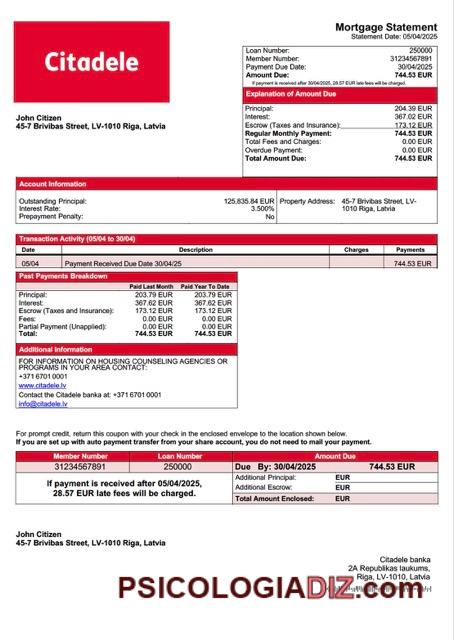 Citadele
Mortgage Statement
Statement Date: 05/04/2025
Loan Number: 250000
Member Number: 31234567891
Payment Due Date: 30/04/2025
Amount Due: 744.53 EUR
If payment is received after 30/04/2025, 28.57 EUR late fees will be charged.
Explanation of Amount Due
Principal: 204.39 EUR
Interest: 367.02 EUR
Escrow (Taxes and Insurance): 173.12 EUR
Regular Monthly Payment: 744.53 EUR
Total Fees and Charges: 0.00 EUR
Overdue Payment: 0.00 EUR
Total Amount Due: 744.53 EUR
John Citizen
45-7 Brivibas Street, LV-1010 Riga, Latvia
Account Information
Outstanding Principal: 125,835.84 EUR
Interest Rate: 3.500%
Prepayment Penalty: No
Property Address: 45-7 Brivibas Street, LV-
1010 Riga, Latvia
Transaction Activity (05/04 to 30/04)
Date Description Charges Payments
05/04 Payment Received Due Date 30/04/25 744.53 EUR
Past Payments Breakdown
Paid Last Month Paid Year To Date
Principal: 203.79 EUR 203.79 EUR
Interest: 367.62 EUR 367.62 EUR
Escrow (Taxes and Insurance): 173.12 EUR 173.12 EUR
Fees: 0.00 EUR 0.00 EUR
Partial Payment (Unapplied): 0.00 EUR 0.00 EUR
Total: 744.53 EUR 744.53 EUR
Additional Information
FOR INFORMATION ON HOUSING COUNSELING AGENCIES OR
PROGRAMS IN YOUR AREA CONTACT:
+371 6701 0001
www.citadele.lv
Contact the Citadele banka at: +371 6701 0001
info@citadele.lv
For prompt credit, return this coupon with your check in the enclosed envelope to the location shown below.
If you are set up with auto payment transfer from your share account, you do not need to mail your payment.
Member Number Loan Number Amount Due
31234567891 250000 Due By: 30/04/2025 744.53 EUR
If payment is received after 05/04/2025,
28.57 EUR late fees will be charged.
Additional Principal: EUR
Additional Escrow: EUR
Total Amount Enclosed: EUR
John Citizen
45-7 Brivibas Street, LV-1010 Riga, Latvia
Citadele banka
2A Republikas laukums,
Riga, LV-1010, Latvia
PSICOLOGIADIZ.com